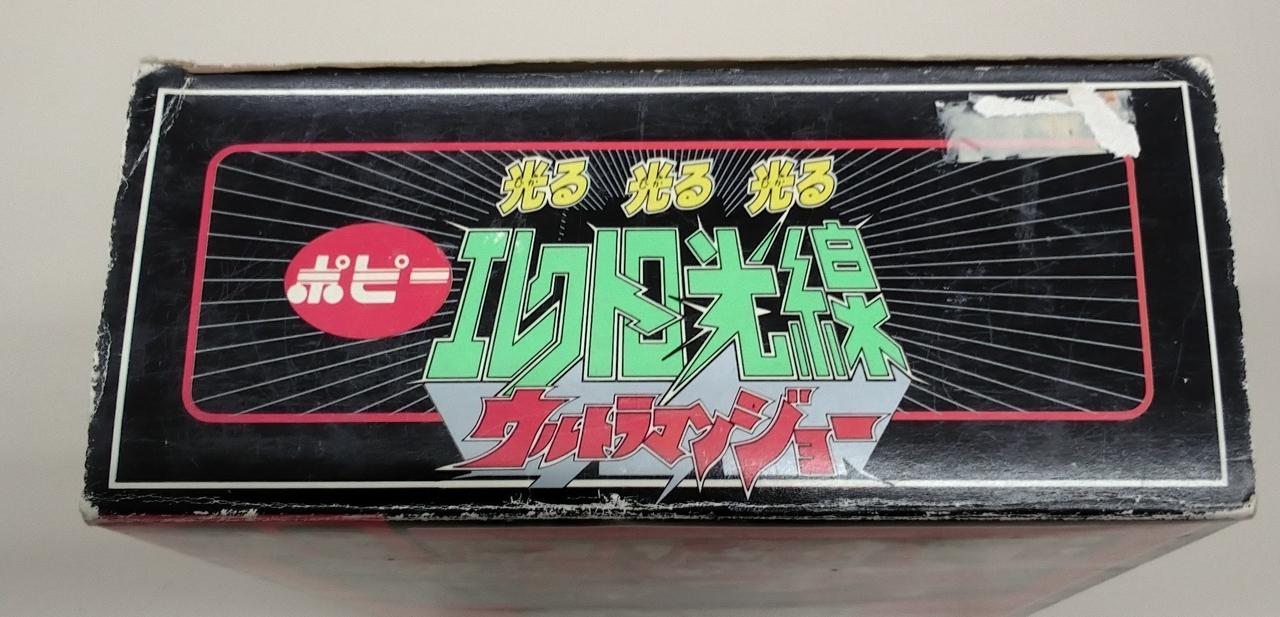 光る 光る 光る
ポピー
エレクトロ光線
ウルトラマンジョー